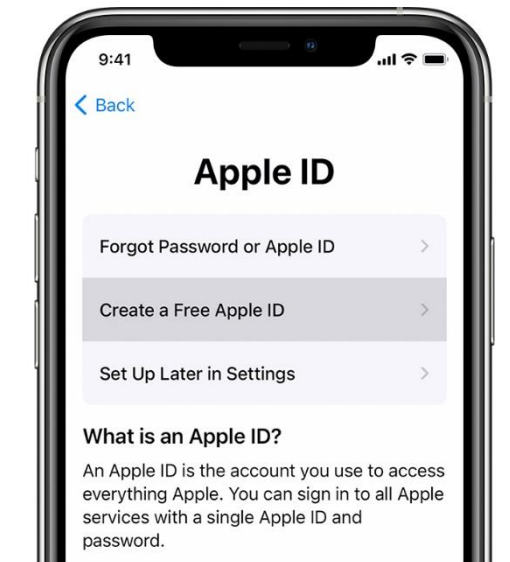 9:41
Back
Apple ID
Forgot Password or Apple ID
Create a Free Apple ID
Set Up Later in Settings
What is an Apple ID?
An Apple ID is the account you use to access
everything Apple. You can sign in to all Apple
services with a single Apple ID and
password.